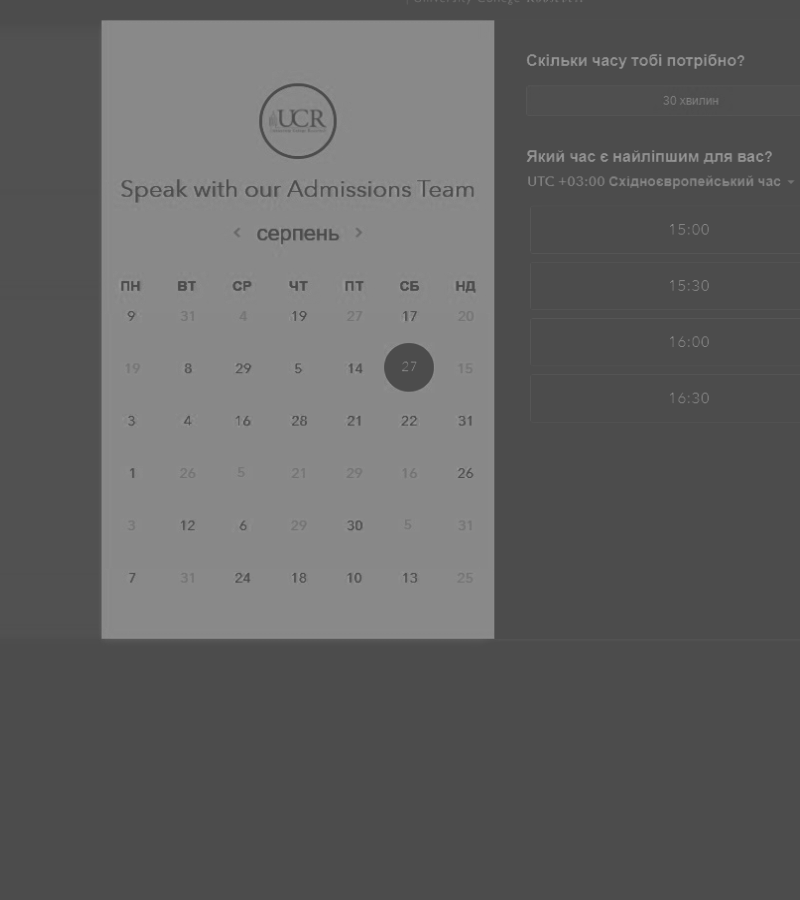 UCR
Speak with our Admissions Team
серпень
ПН ВТ СР ЧТ ПТ СБ НД
9 31 4 19 27 17 20
19 8 29 5 14 27 15
3 4 16 28 21 22 31
1 26 5 21 29 16 26
3 12 6 29 30 5 31
7 31 24 18 10 13 25
Скільки часу тобі потрібно?
30 хвилин
Який час є найліпшим для вас?
UTC +03:00 Східноєвропейський час
15:00
15:30
16:00
16:30